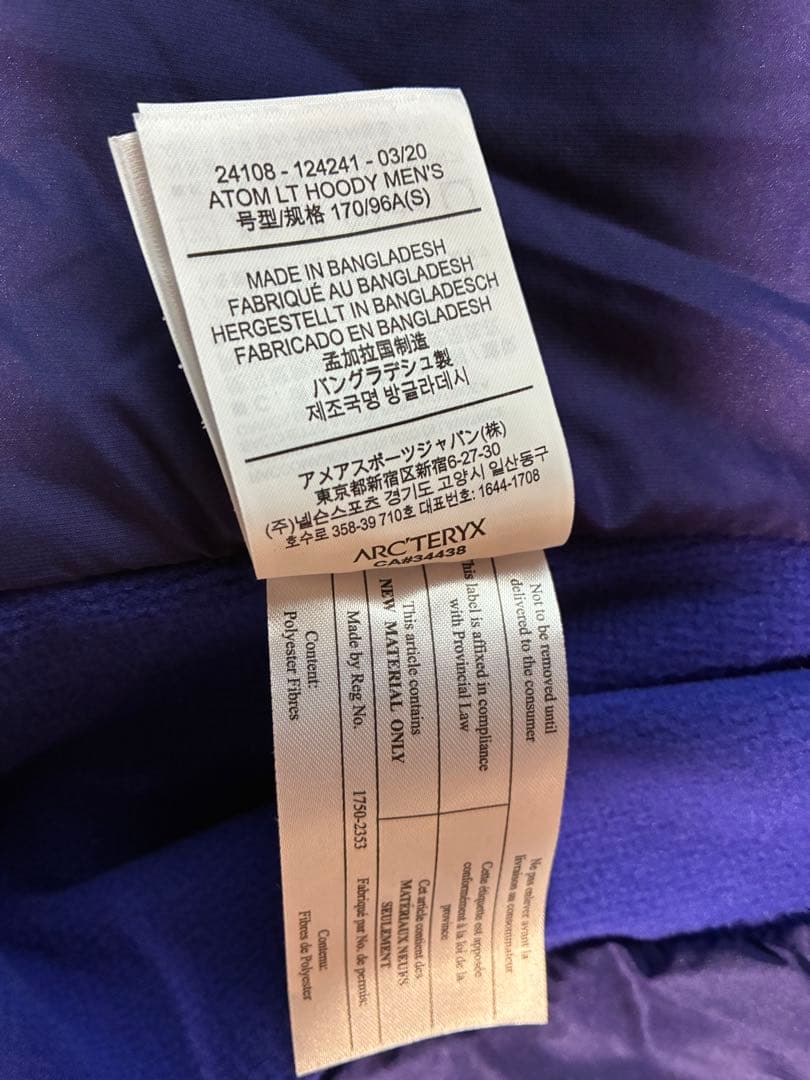 24108 - 124241 - 03/20
ATOM LT HOODY MEN'S
号型/规格 170/96A(S)
MADE IN BANGLADESH
FABRIQUÉ AU BANGLADESH
HERGESTELLT IN BANGLADESCH
FABRICADO EN BANGLADESH
孟加拉国制造
バングラデシュ製
제조국명 방글라데시
アメアスポーツジャパン(株)
東京都新宿区新宿6-27-30
(주)넬슨스포츠 경기도 고양시 일산동구
호수로 358-39 710호 대표번호: 1644-1708
ARC'TERYX
CA#34438
Not to be removed until
delivered to the consumer
Ne pas enlever avant la
livraison au consommateur
This label is affixed in compliance
with Provincial Law
Cette étiquette est apposée
conformément à la loi de la
province
This article contains
NEW MATERIAL ONLY
Cet article contient des
MATÉRIAUX NEUFS
SEULEMENT
Made by Reg No. 1750-2353 Fabriqué par No. de permis:
Content:
Polyester Fibres
Contenu:
Fibres de Polyester